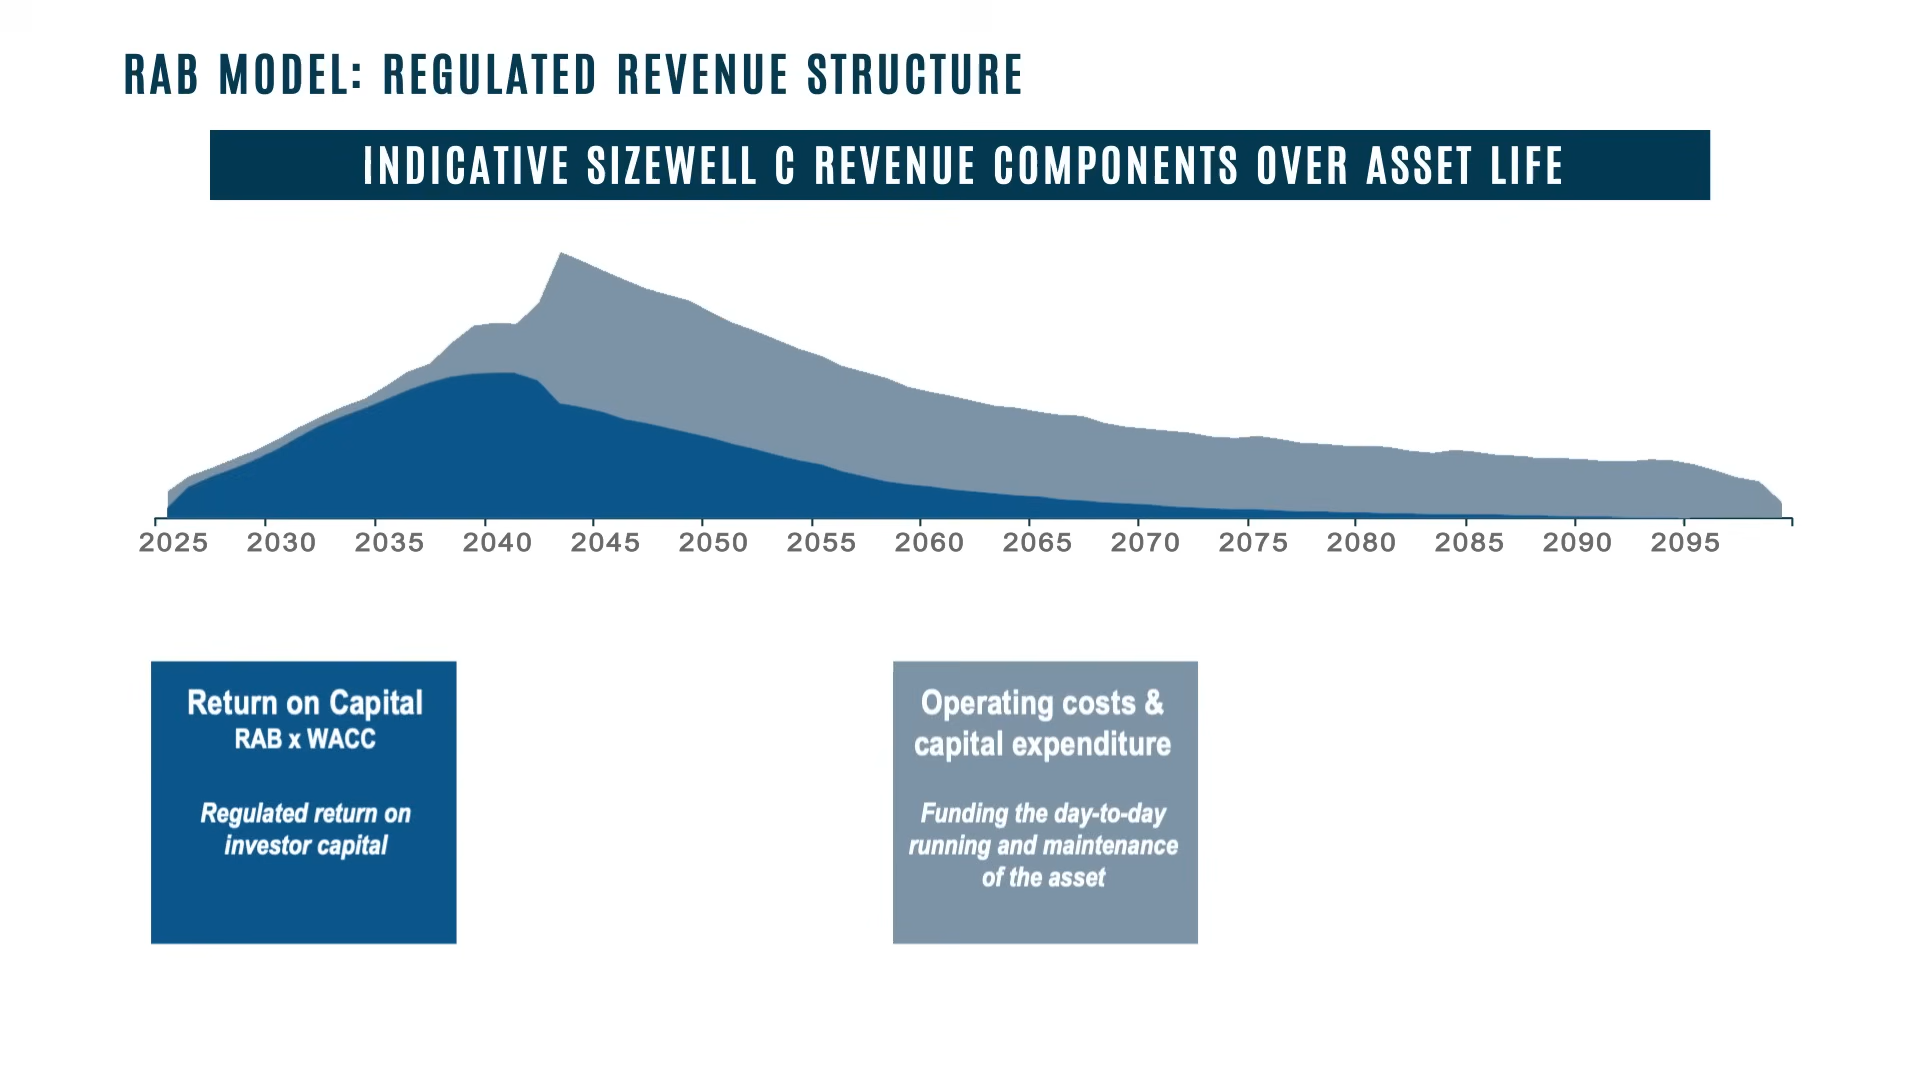 RAB MODEL: REGULATED REVENUE STRUCTURE
INDICATIVE SIZEWELL C REVENUE COMPONENTS OVER ASSET LIFE
2025 2030 2035 2040 2045 2050 2055 2060 2065 2070 2075 2080 2085 2090 2095
Return on Capital
RAB x WACC
Regulated return on
investor capital
Operating costs &
capital expenditure
Funding the day-to-day
running and maintenance
of the asset